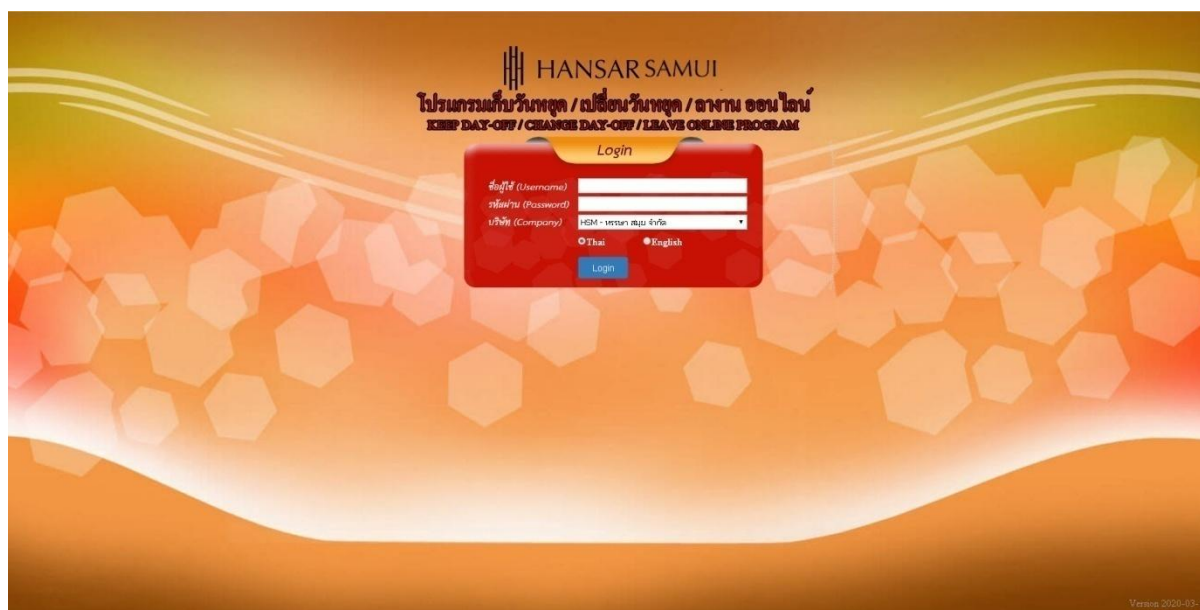 HANSAR SAMUI
โปรแกรมเก็บวันหยุด / เปลี่ยนวันหยุด / ลางาน ออนไลน์
KEEP DAY-OFF / CHANGE DAY-OFF / LEAVE ONLINE PROGRAM
Login
ชื่อผู้ใช้ (Username)
รหัสผ่าน (Password)
บริษัท (Company) HSM - หรรษา สมุย จำกัด
Thai English
Login
Version 2020-03-